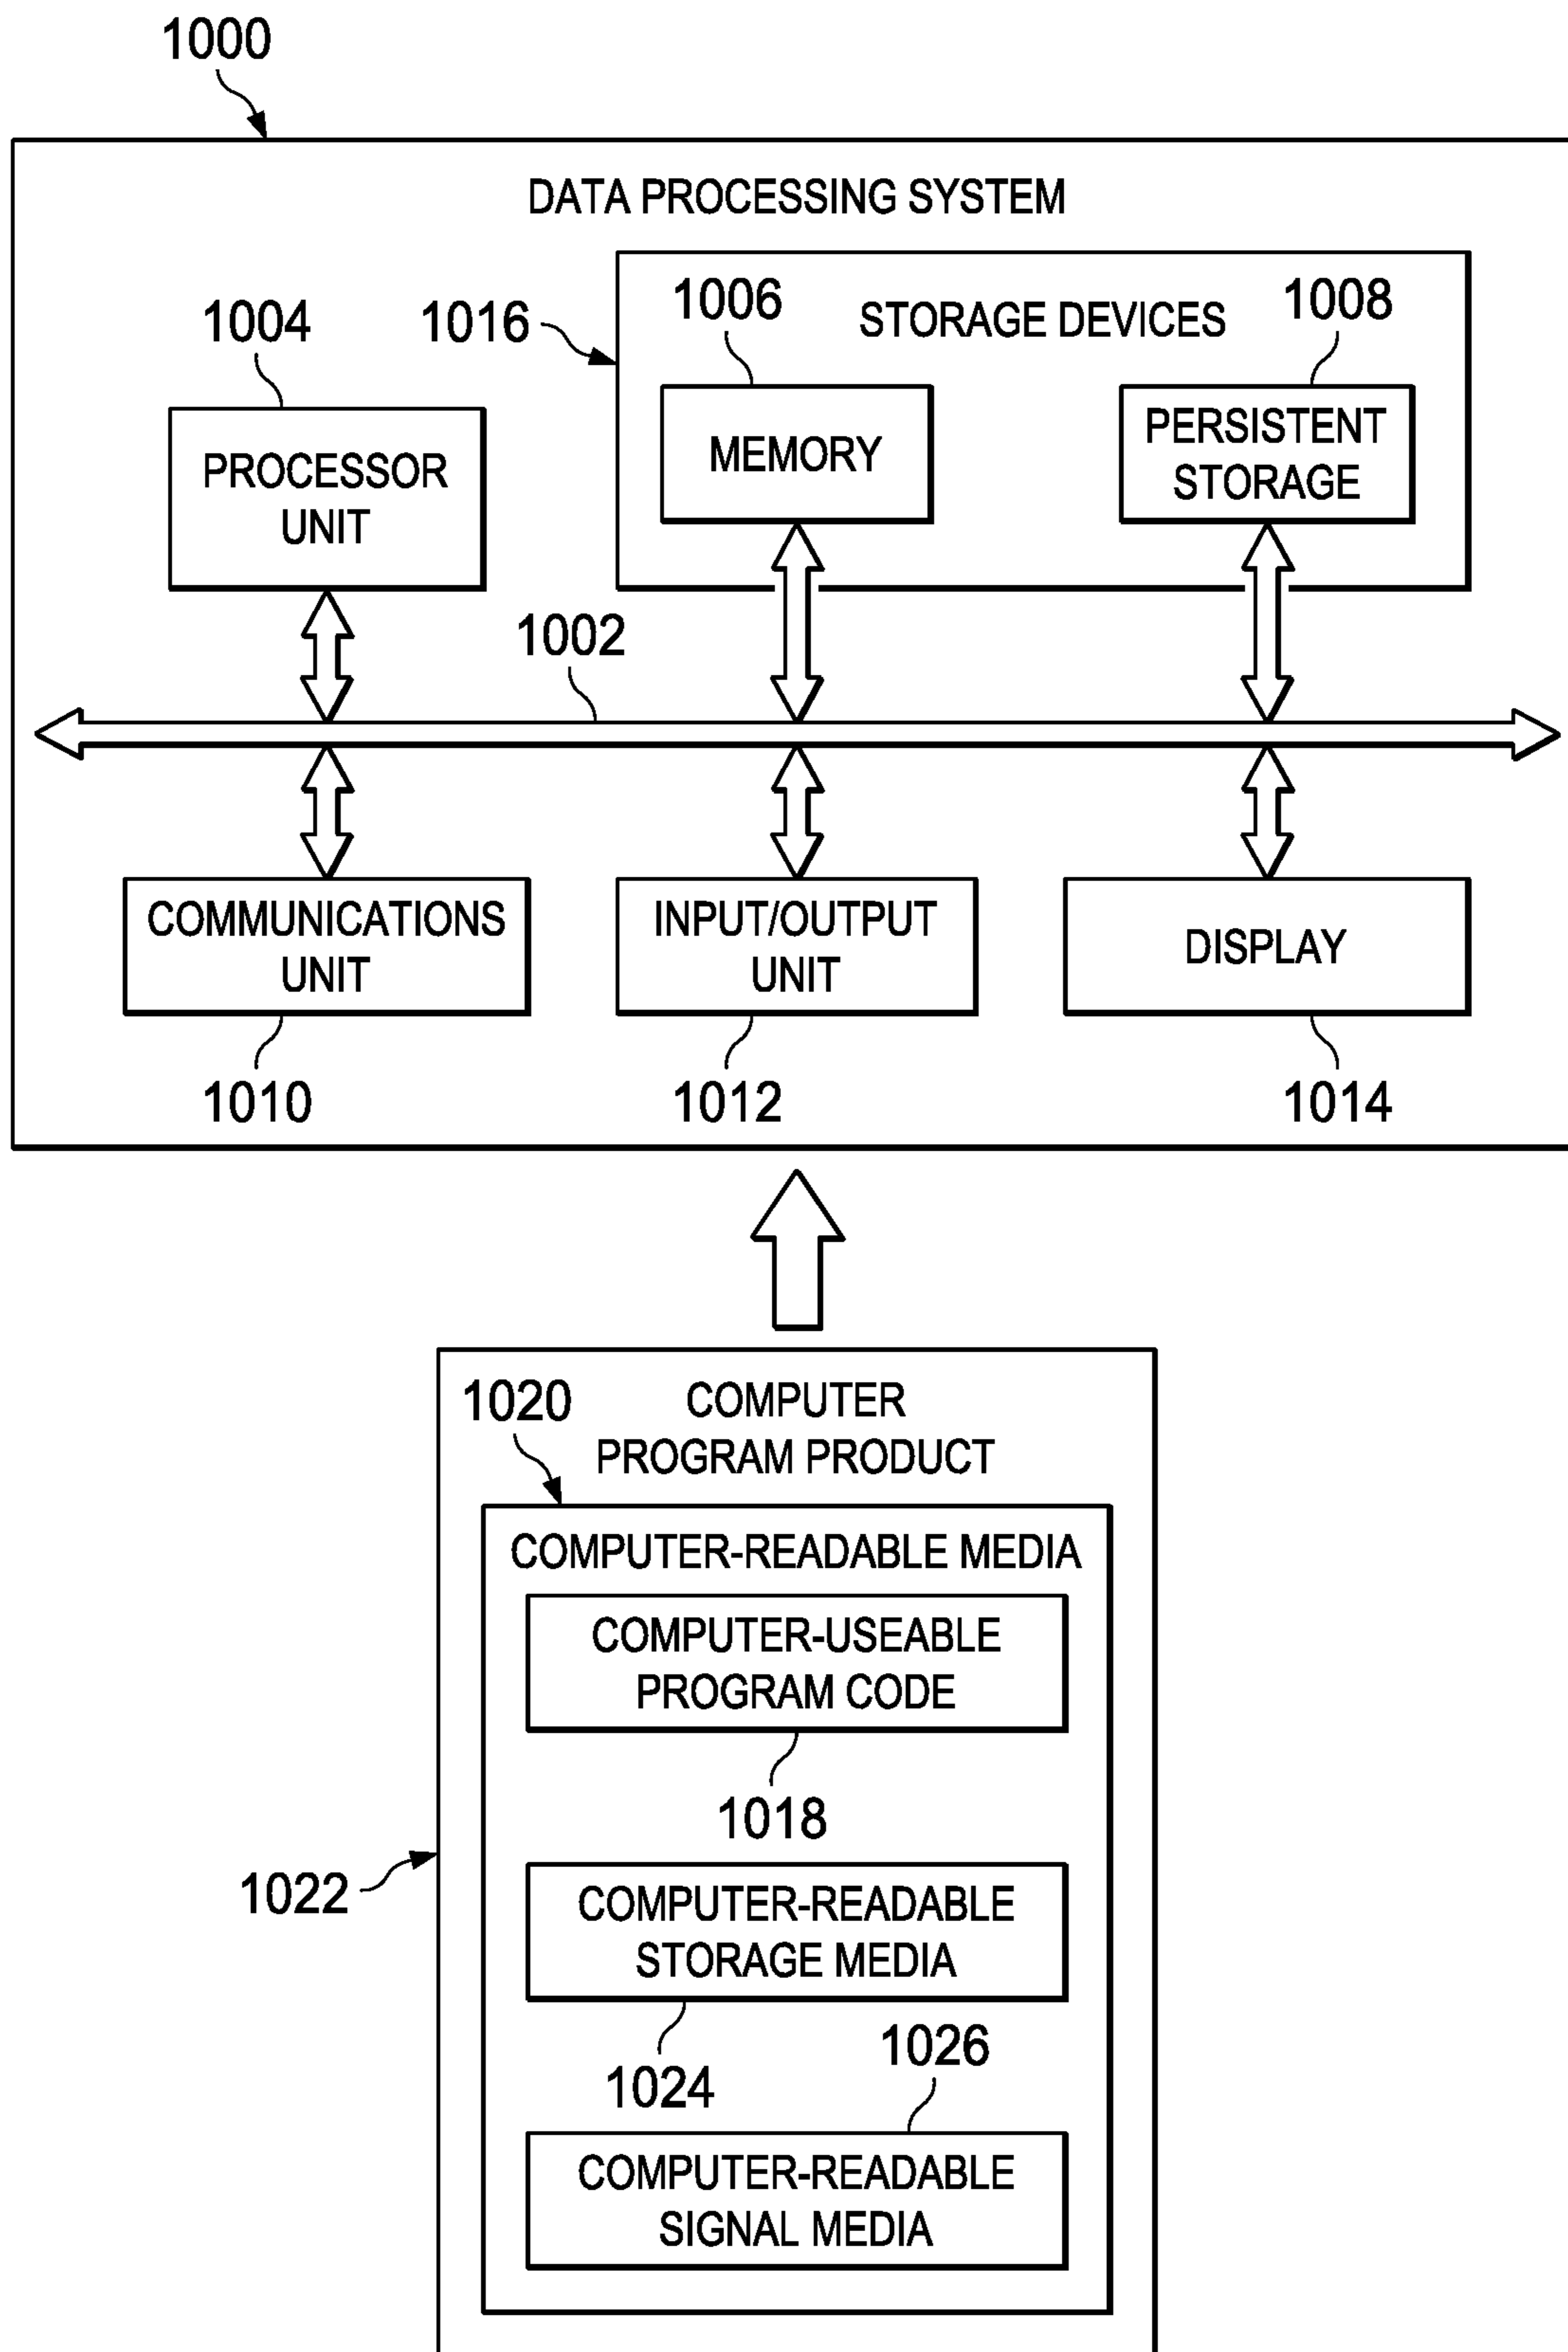 1000
DATA PROCESSING SYSTEM
1004
1016
1006
STORAGE DEVICES
1008
PROCESSOR
UNIT
MEMORY
PERSISTENT
STORAGE
1002
COMMUNICATIONS
UNIT
INPUT/OUTPUT
UNIT
DISPLAY
1010
1012
1014
1020
COMPUTER
PROGRAM PRODUCT
COMPUTER-READABLE MEDIA
COMPUTER-USEABLE
PROGRAM CODE
1018
1022
COMPUTER-READABLE
STORAGE MEDIA
1024
1026
COMPUTER-READABLE
SIGNAL MEDIA